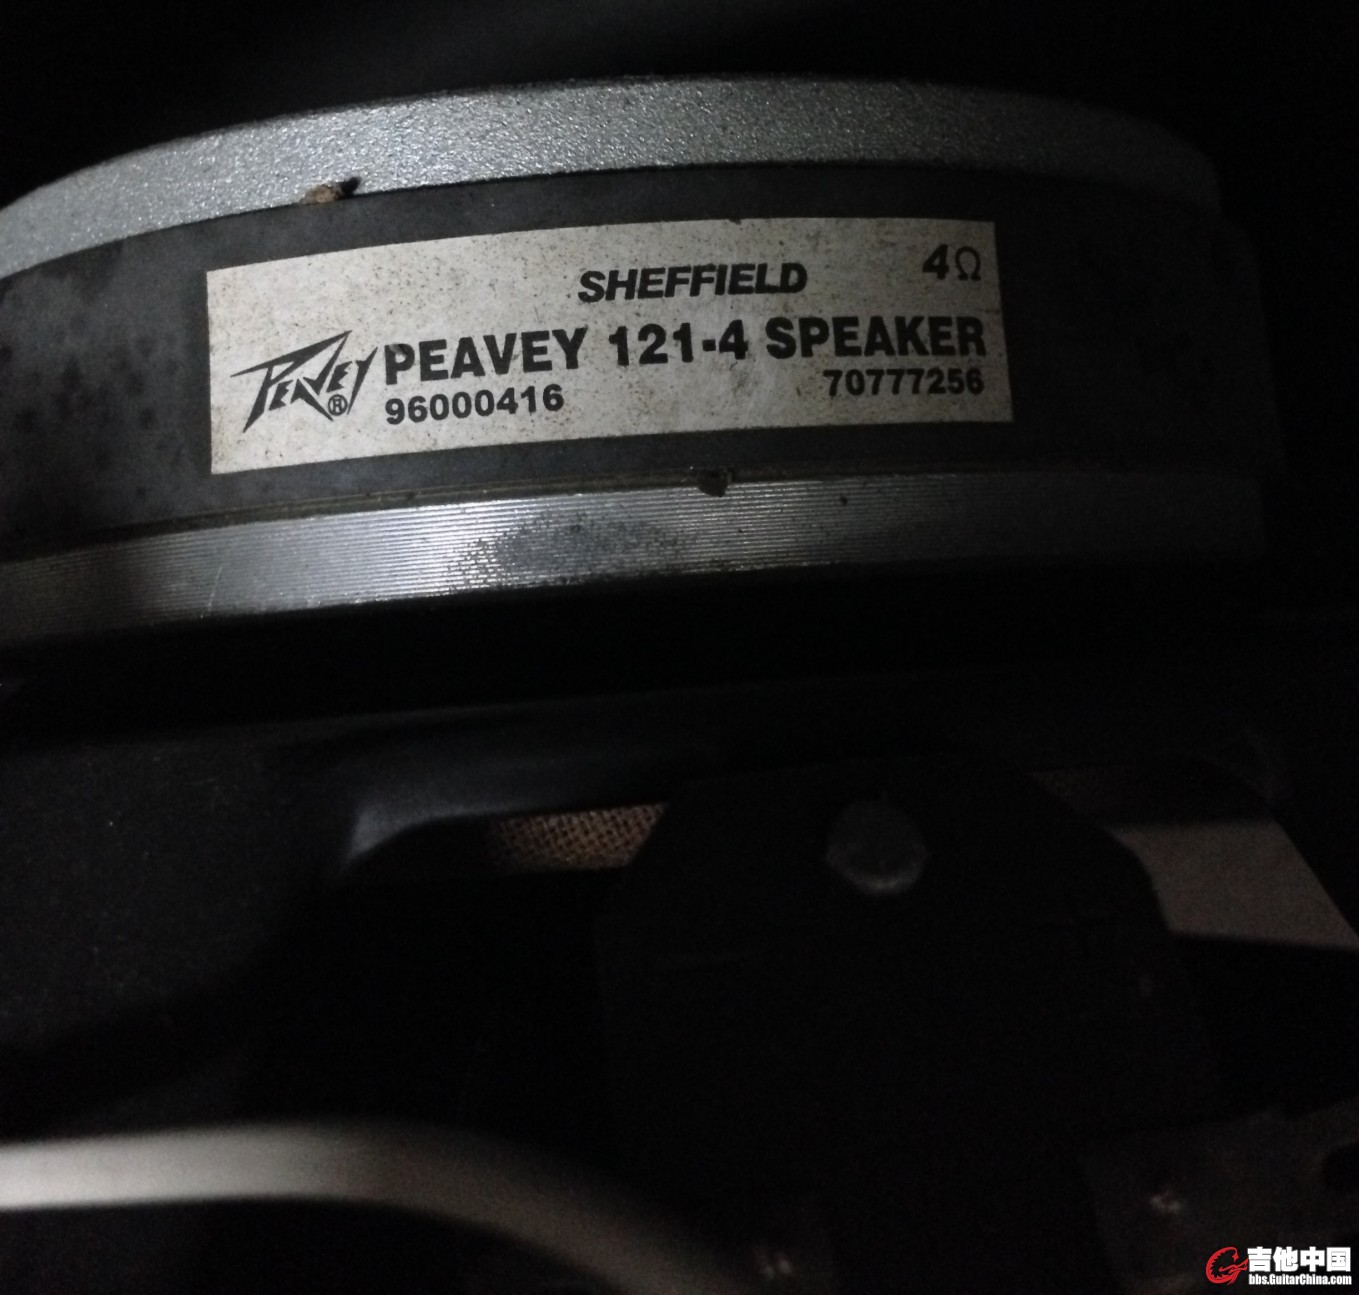 SHEFFIELD 4Ω
PEAVEY® PEAVEY 121-4 SPEAKER
96000416 70777256
吉他中国
bbs.GuitarChina.com